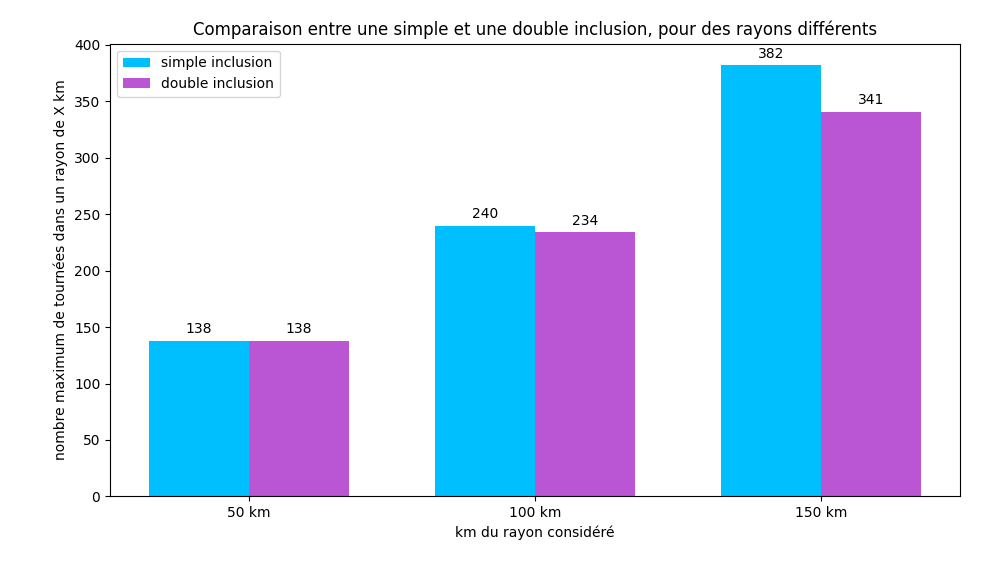 Comparaison entre une simple et une double inclusion, pour des rayons différents
nombre maximum de tournées dans un rayon de X km
400
350
300
250
200
150
100
50
0
simple inclusion
double inclusion
138
138
240
234
382
341
50 km
100 km
150 km
km du rayon considéré